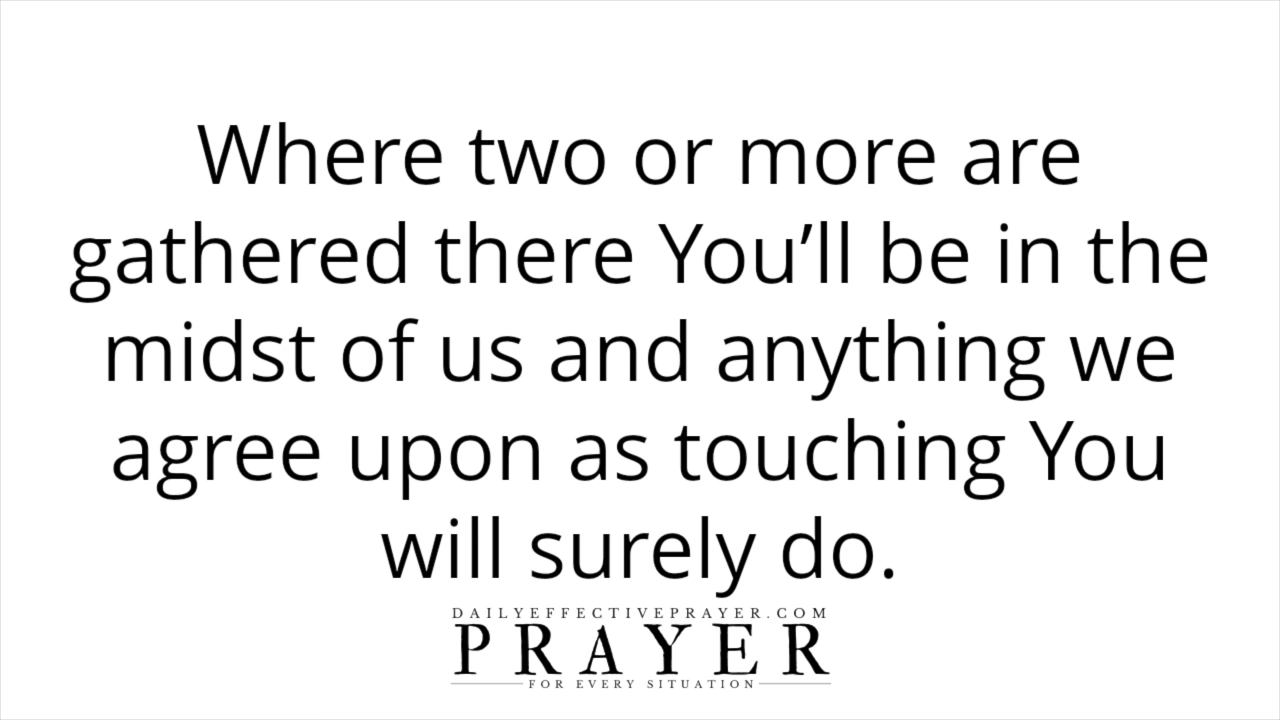 Where two or more are
gathered there You’ll be in the
midst of us and anything we
agree upon as touching You
will surely do.
DAILYEFFECTIVEPRAYER.COM
PRAYER
FOR EVERY SITUATION